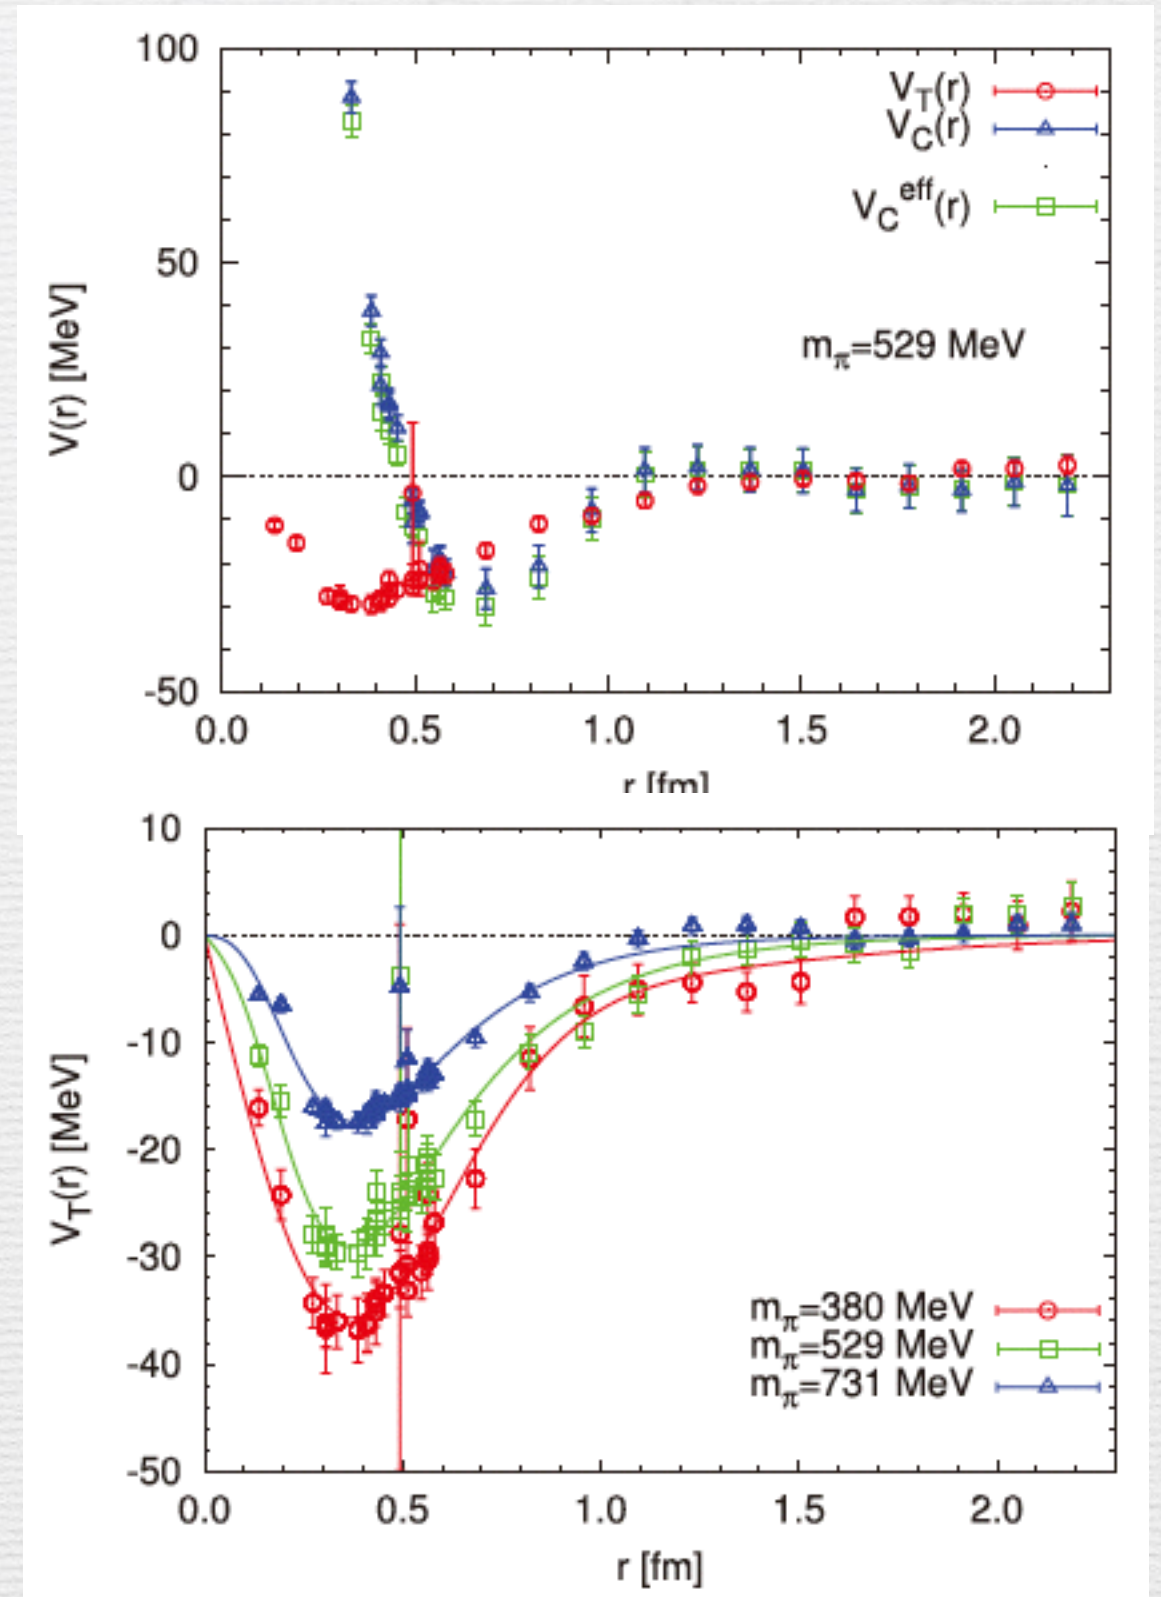 100
V_T(r)
V_C(r)
V_C^eff(r)
50
m_π=529 MeV
V(r) [MeV]
0
-50
0.0 0.5 1.0 1.5 2.0
r [fm]
10
0
-10
V_T(r) [MeV]
-20
-30
m_π=380 MeV
m_π=529 MeV
-40
m_π=731 MeV
-50
0.0 0.5 1.0 1.5 2.0
r [fm]